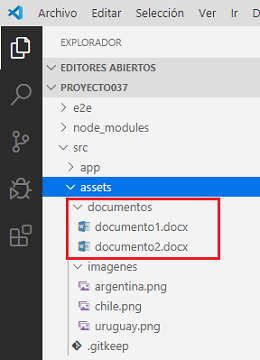 Archivo Editar Selección Ver
EXPLORADOR
EDITORES ABIERTOS
PROYECTO037
e2e
node_modules
src
app
assets
documentos
documento1.docx
documento2.docx
imagenes
argentina.png
chile.png
uruguay.png
.gitkeep